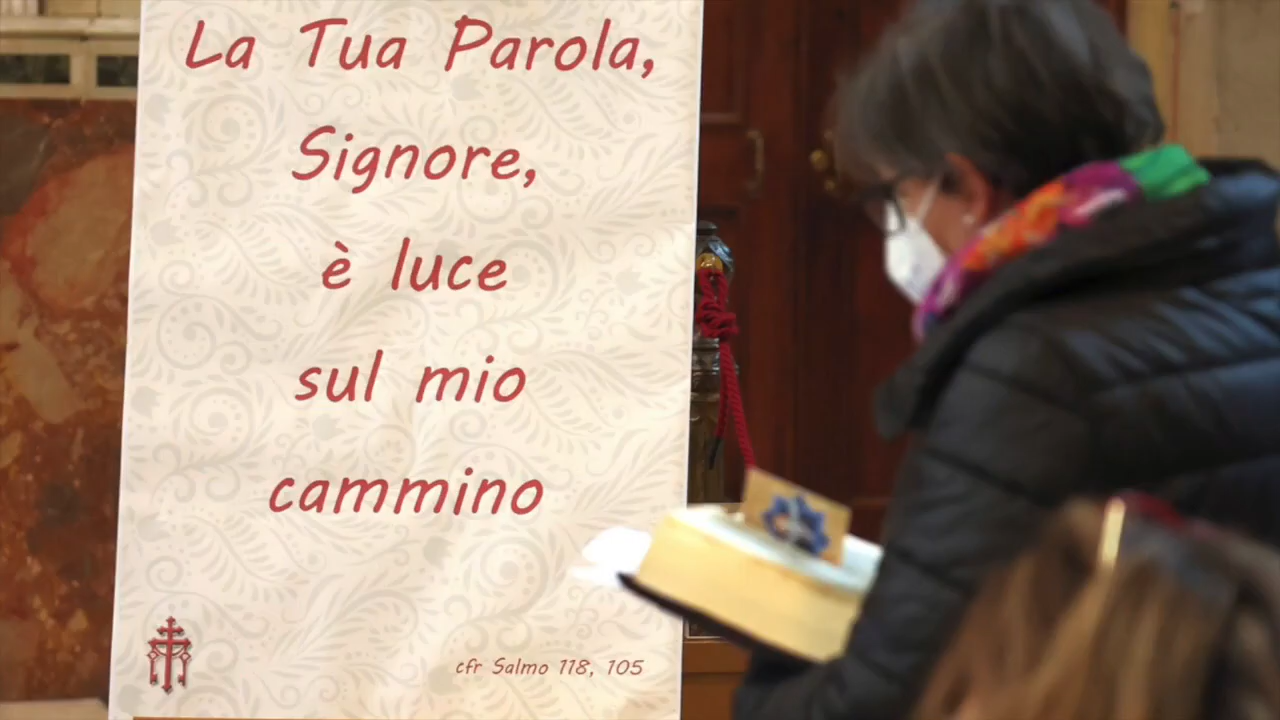 La Tua Parola,
Signore,
è luce
sul mio
cammino
cfr Salmo 118, 105